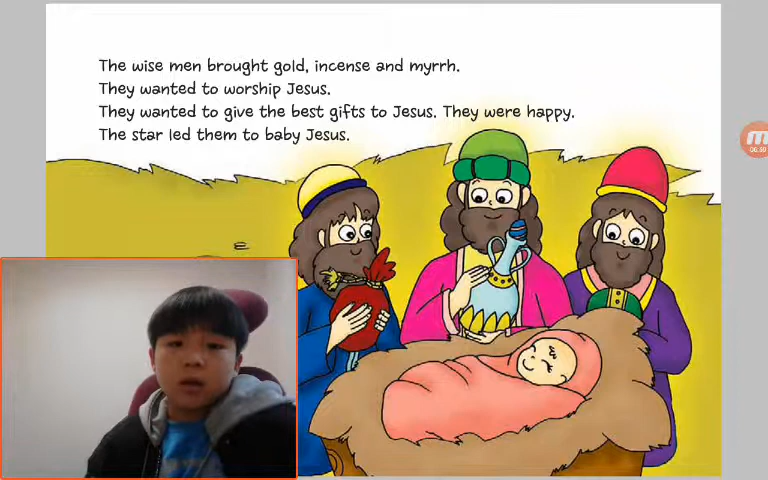 The wise men brought gold, incense and myrrh.
They wanted to worship Jesus.
They wanted to give the best gifts to Jesus. They were happy.
The star led them to baby Jesus.